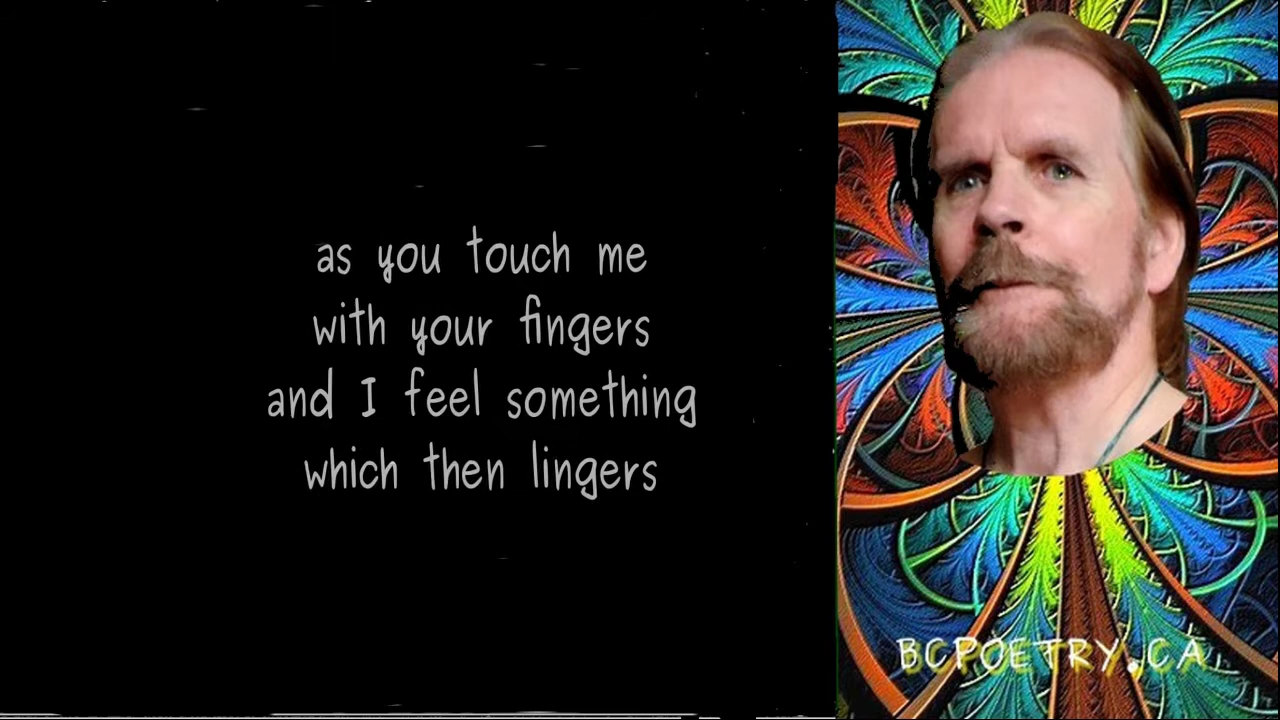 as you touch me
with your fingers
and I feel something
which then lingers
BCPOETRY.CA